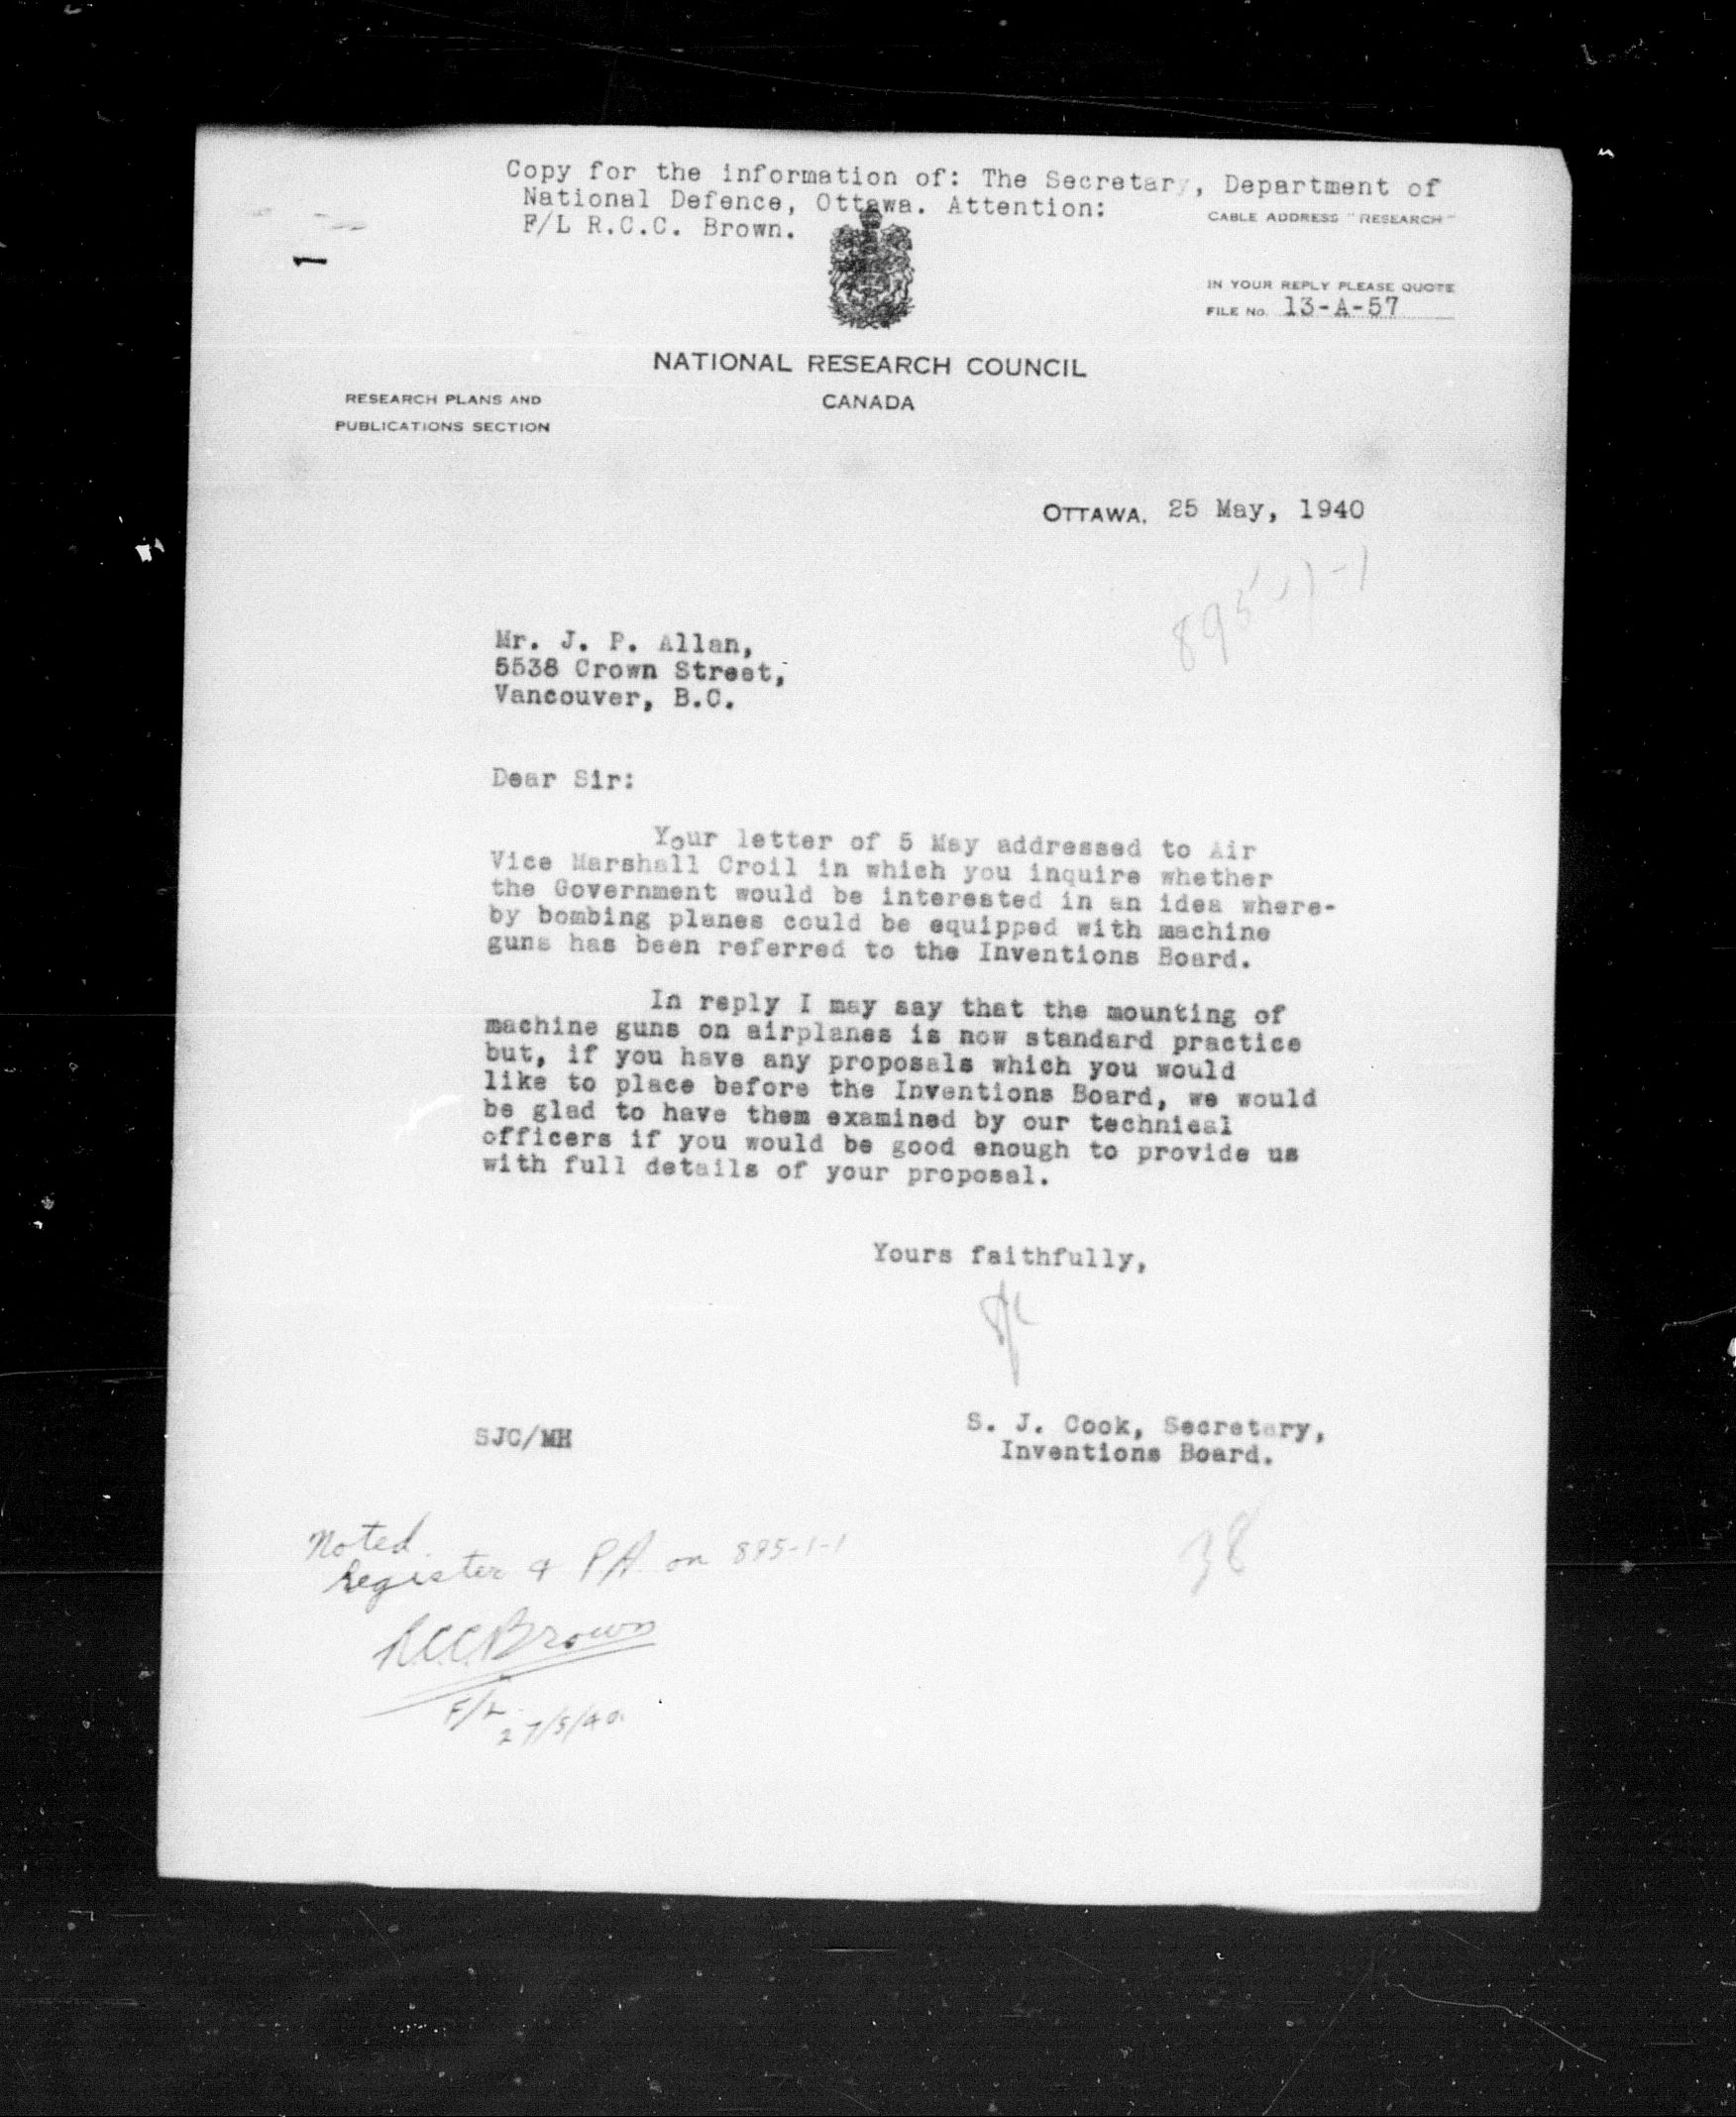 Copy for the information of: The Secretary, Department of
National Defence, Ottawa. Attention:
F/L R.C.C. Brown.
CABLE ADDRESS "RESEARCH"
IN YOUR REPLY PLEASE QUOTE
FILE No. 13-A-57
NATIONAL RESEARCH COUNCIL
CANADA
RESEARCH PLANS AND
PUBLICATIONS SECTION
OTTAWA, 25 May, 1940
895-1-1
Mr. J. P. Allan,
5538 Crown Street,
Vancouver, B.C.
Dear Sir:
Your letter of 5 May addressed to Air
Vice Marshall Croil in which you inquire whether
the Government would be interested in an idea where-
by bombing planes could be equipped with machine
guns has been referred to the Inventions Board.
In reply I may say that the mounting of
machine guns on airplanes is now standard practice
but, if you have any proposals which you would
like to place before the Inventions Board, we would
be glad to have them examined by our technical
officers if you would be good enough to provide us
with full details of your proposal.
Yours faithfully,
S. J. Cook, Secretary,
Inventions Board.
SJC/MH
Noted.
Register & PA on 895-1-1
R.C.C. Brown
F/L.
27/5/40.
38